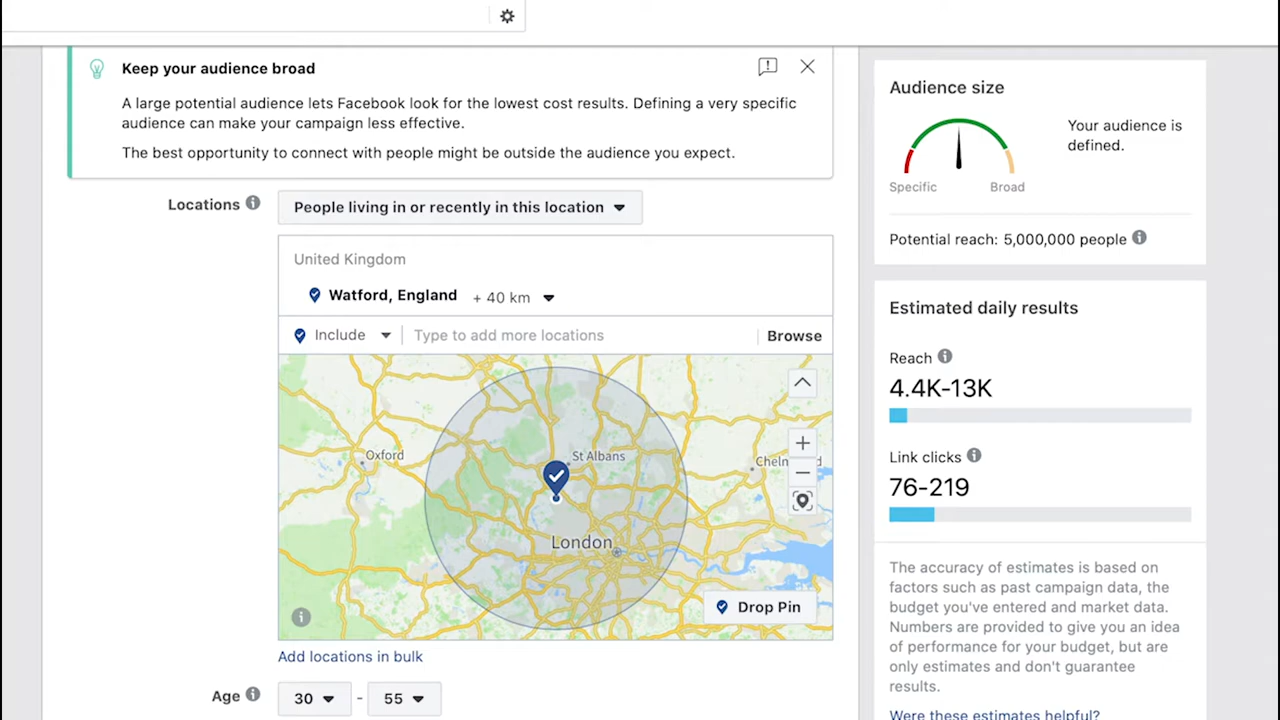 Keep your audience broad
A large potential audience lets Facebook look for the lowest cost results. Defining a very specific
audience can make your campaign less effective.
The best opportunity to connect with people might be outside the audience you expect.
Locations
People living in or recently in this location
United Kingdom
Watford, England + 40 km
Include Type to add more locations Browse
Oxford
St Albans
London
Drop Pin
Add locations in bulk
Age 30 - 55
Audience size
Your audience is
defined.
Specific Broad
Potential reach: 5,000,000 people
Estimated daily results
Reach
4.4K-13K
Link clicks
76-219
The accuracy of estimates is based on
factors such as past campaign data, the
budget you've entered and market data.
Numbers are provided to give you an idea
of performance for your budget, but are
only estimates and don't guarantee
results.
Were these estimates helpful?